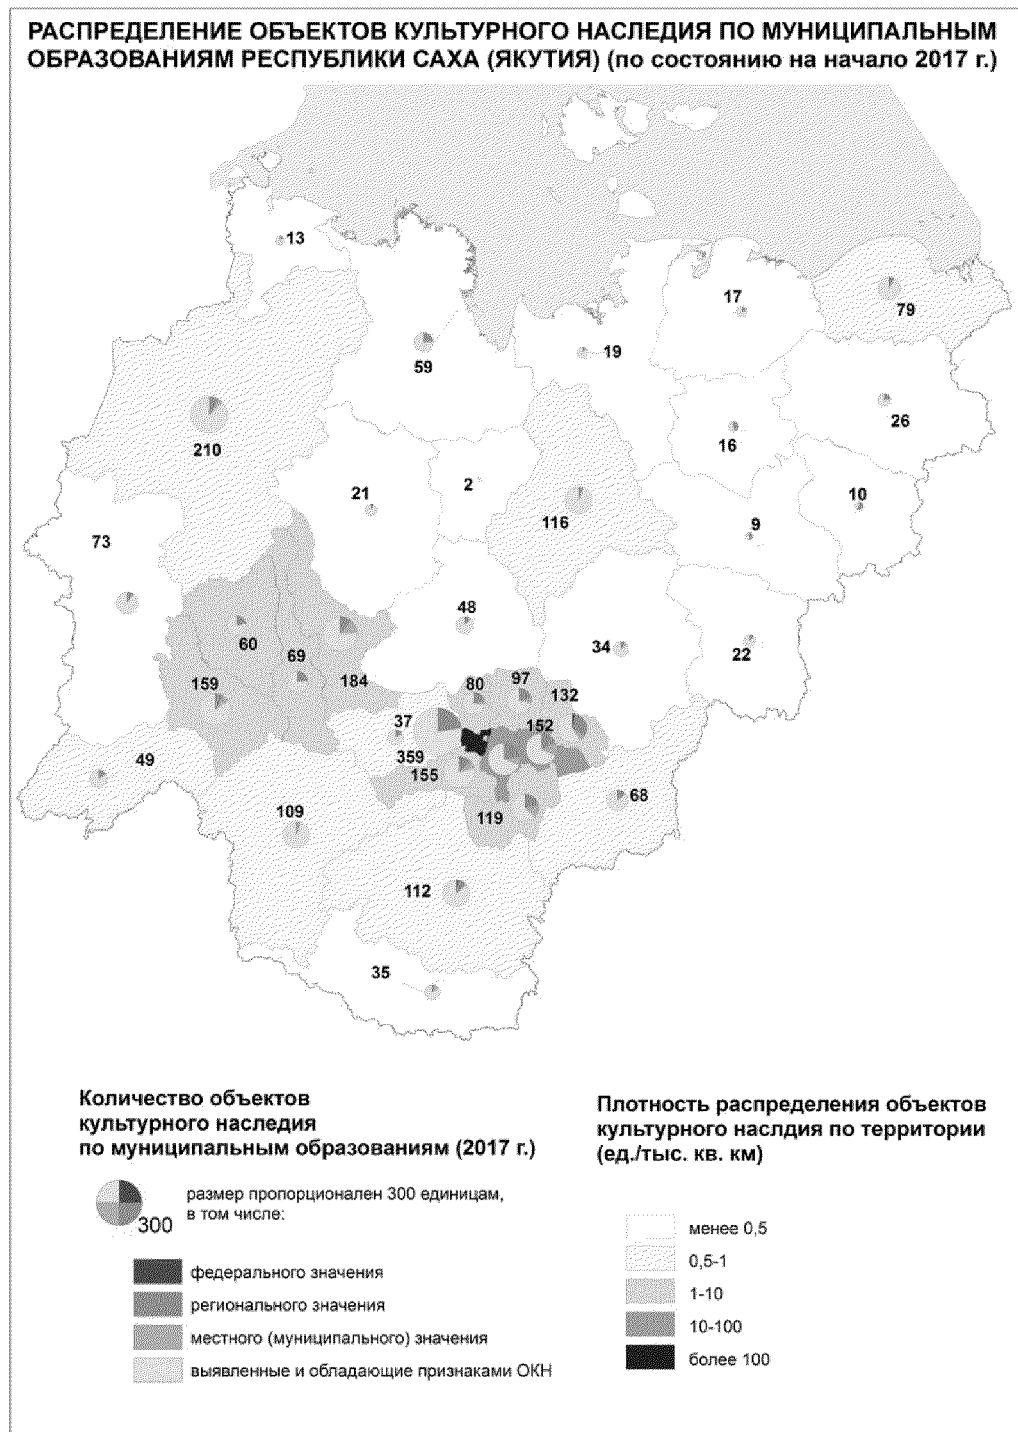 РАСПРЕДЕЛЕНИЕ ОБЪЕКТОВ КУЛЬТУРНОГО НАСЛЕДИЯ ПО МУНИЦИПАЛЬНЫМ
ОБРАЗОВАНИЯМ РЕСПУБЛИКИ САХА (ЯКУТИЯ) (по состоянию на начало 2017 г.)
13
17
79
19
59
26
16
210
21
2
10
116
9
73
48
60
34
22
69
97
159
184
80
132
37
152
359
49
155
68
109
119
112
35
Количество объектов
культурного наследия
по муниципальным образованиям (2017 г.)
размер пропорционален 300 единицам,
в том числе:
300
федерального значения
регионального значения
местного (муниципального) значения
выявленные и обладающие признаками ОКН
Плотность распределения объектов
культурного наслдия по территории
(ед./тыс. кв. км)
менее 0,5
0,5-1
1-10
10-100
более 100